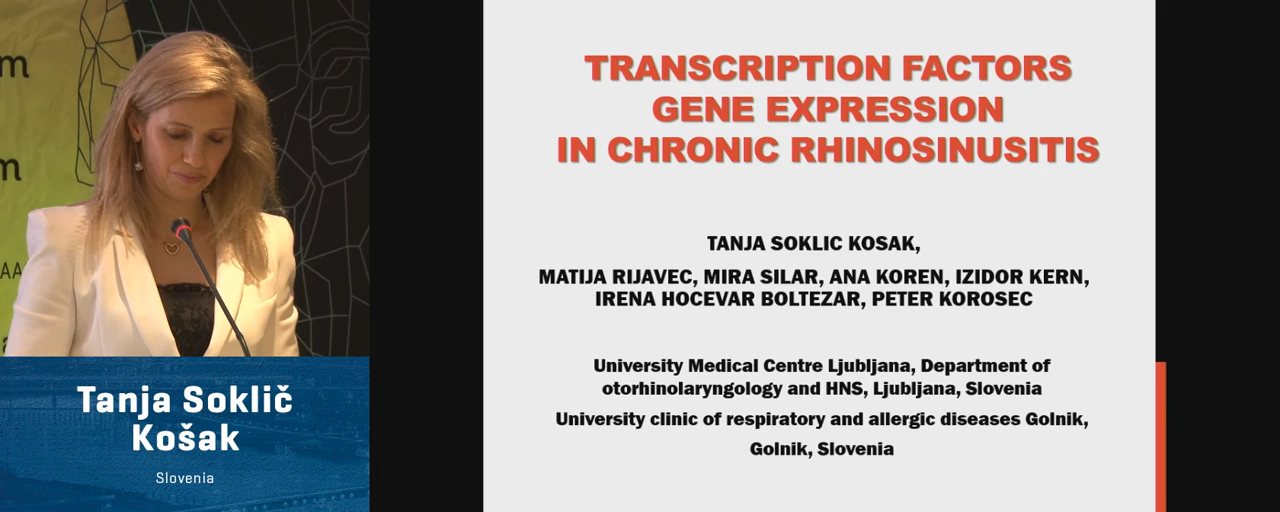 m
m
AA
a
Tanja Soklič
Košak
Slovenia
TRANSCRIPTION FACTORS
GENE EXPRESSION
IN CHRONIC RHINOSINUSITIS
TANJA SOKLIC KOSAK,
MATIJA RIJAVEC, MIRA SILAR, ANA KOREN, IZIDOR KERN,
IRENA HOCEVAR BOLTEZAR, PETER KOROSEC
University Medical Centre Ljubljana, Department of
otorhinolaryngology and HNS, Ljubljana, Slovenia
University clinic of respiratory and allergic diseases Golnik,
Golnik, Slovenia